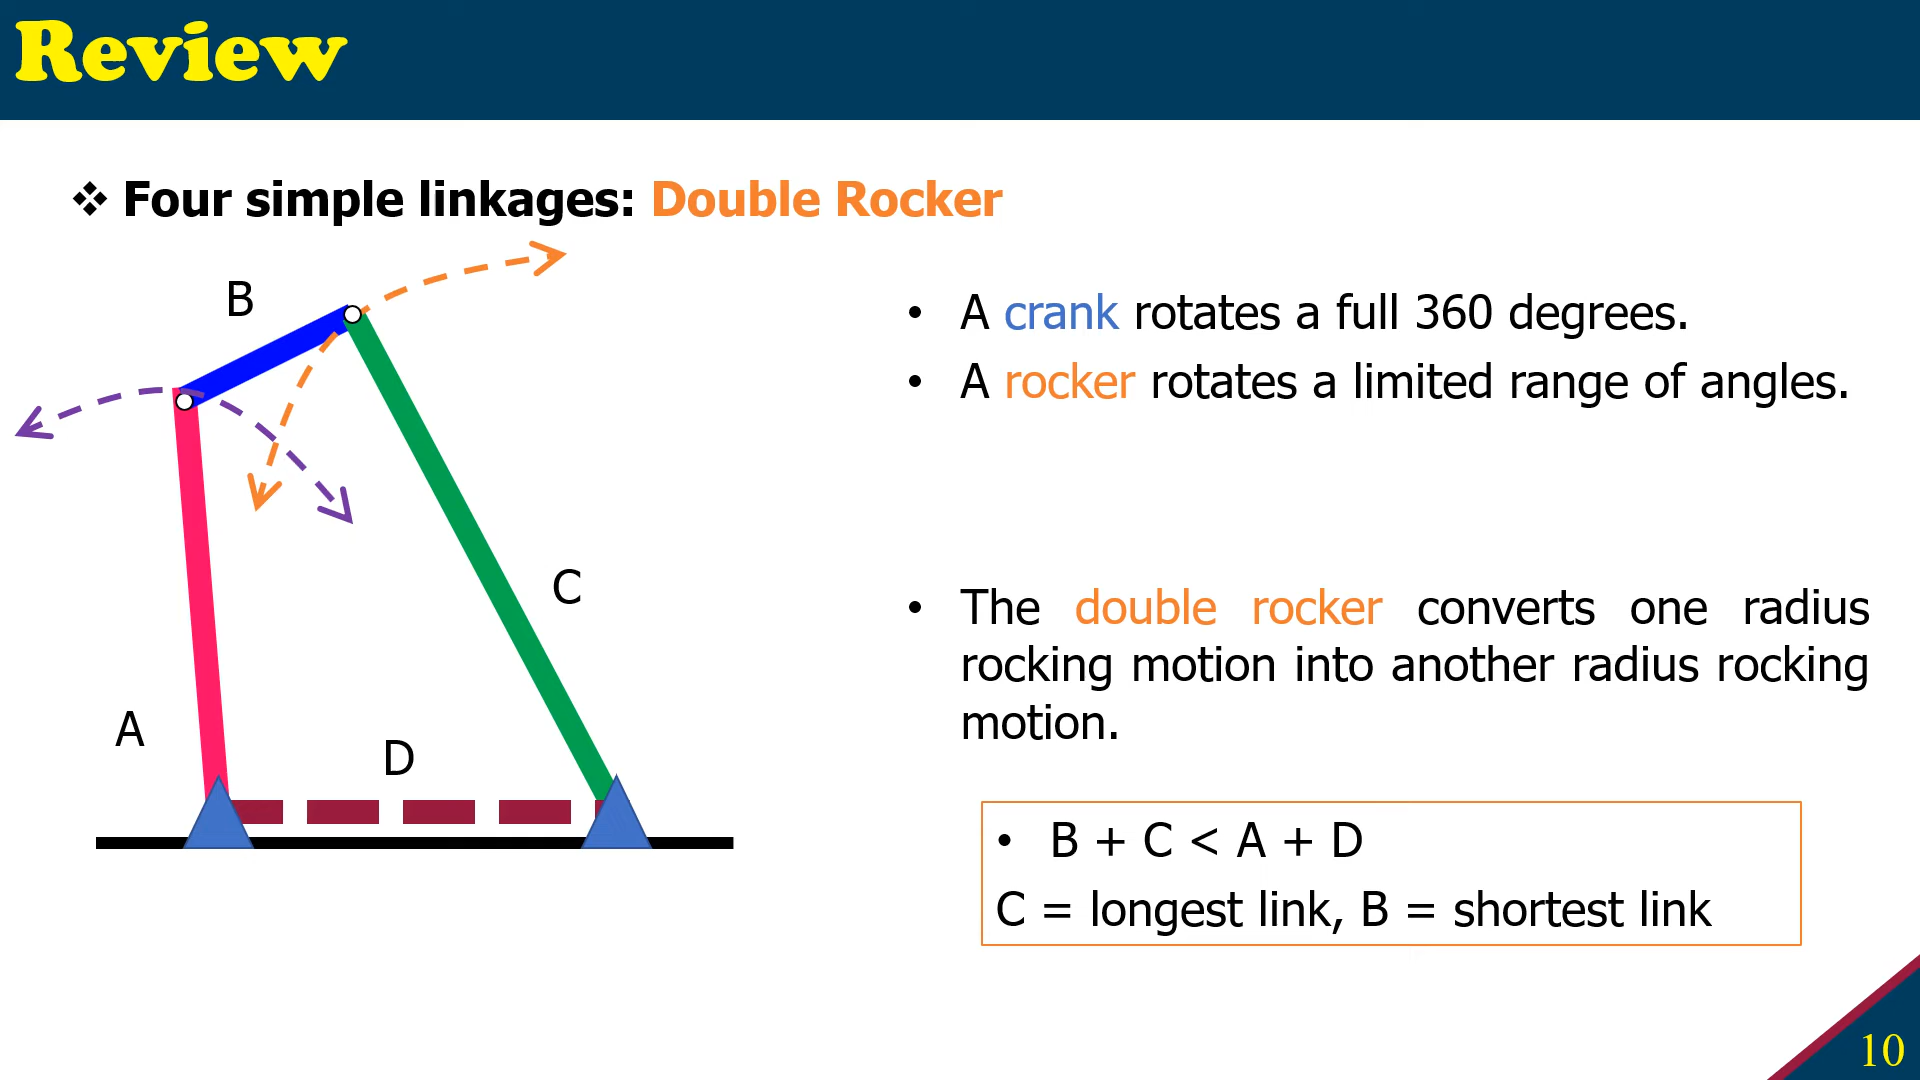 Review
❖ Four simple linkages: Double Rocker
B
C
A
D
• A crank rotates a full 360 degrees.
• A rocker rotates a limited range of angles.
• The double rocker converts one radius
rocking motion into another radius rocking
motion.
• B + C < A + D
C = longest link, B = shortest link
10